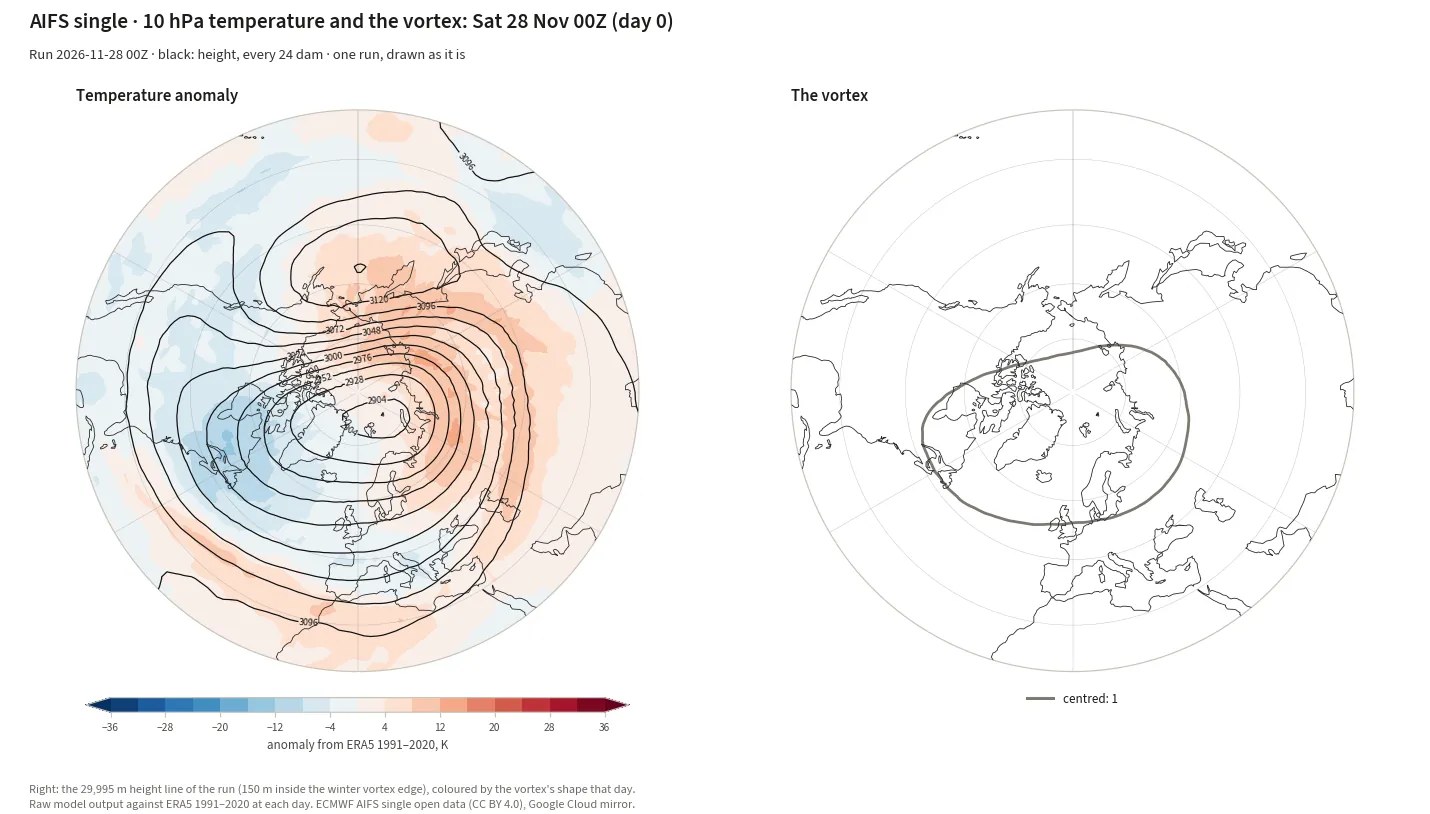 AIFS single · 10 hPa temperature and the vortex: Sat 28 Nov 00Z (day 0)
Run 2026-11-28 00Z · black: height, every 24 dam · one run, drawn as it is
Temperature anomaly
The vortex
3096
3120
3096
3072
3048
3000
2976
2928
2904
3096
centred: 1
−36 −28 −20 −12 −4 4 12 20 28 36
anomaly from ERA5 1991–2020, K
Right: the 29,995 m height line of the run (150 m inside the winter vortex edge), coloured by the vortex's shape that day.
Raw model output against ERA5 1991–2020 at each day. ECMWF AIFS single open data (CC BY 4.0), Google Cloud mirror.